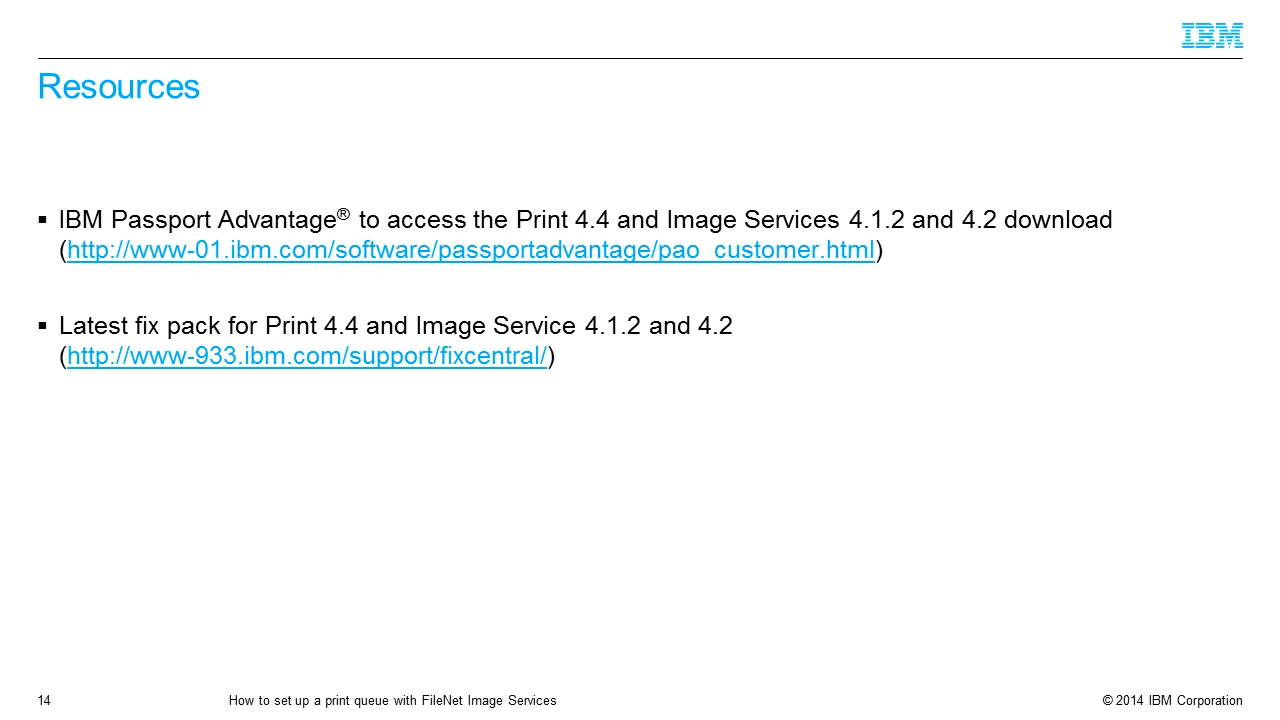 IBM
Resources
▪ IBM Passport Advantage® to access the Print 4.4 and Image Services 4.1.2 and 4.2 download
(http://www-01.ibm.com/software/passportadvantage/pao_customer.html)
▪ Latest fix pack for Print 4.4 and Image Service 4.1.2 and 4.2
(http://www-933.ibm.com/support/fixcentral/)
14 How to set up a print queue with FileNet Image Services © 2014 IBM Corporation